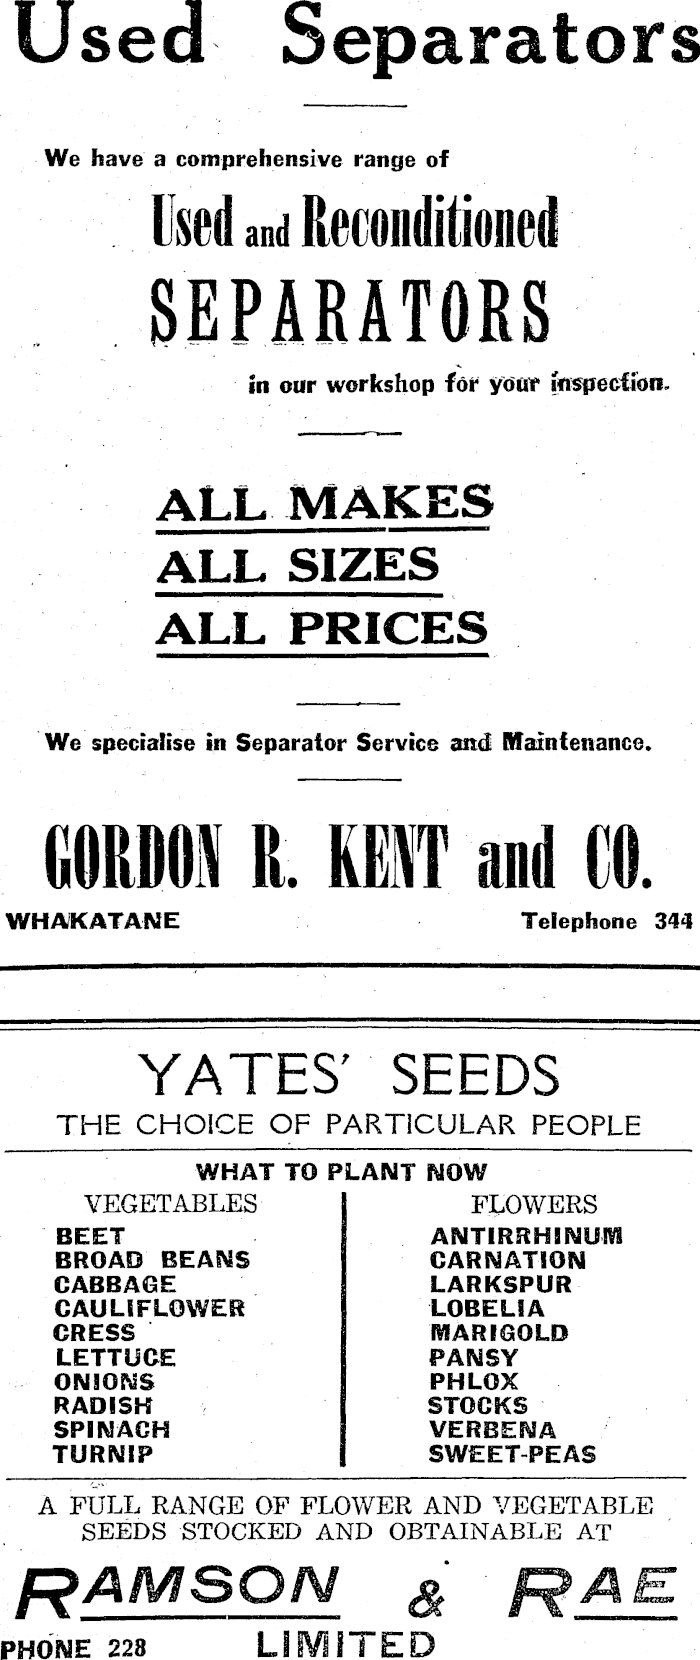 Used Separators
We have a comprehensive range of
Used and Reconditioned
SEPARATORS
in our workshop for your inspection.
ALL MAKES
ALL SIZES
ALL PRICES
We specialise in Separator Service and Maintenance.
GORDON R. KENT and CO.
WHAKATANE Telephone 344
YATES' SEEDS
THE CHOICE OF PARTICULAR PEOPLE
WHAT TO PLANT NOW
VEGETABLES
BEET
BROAD BEANS
CABBAGE
CAULIFLOWER
CRESS
LETTUCE
ONIONS
RADISH
SPINACH
TURNIP
FLOWERS
ANTIRRHINUM
CARNATION
LARKSPUR
LOBELIA
MARIGOLD
PANSY
PHLOX
STOCKS
VERBENA
SWEET-PEAS
A FULL RANGE OF FLOWER AND VEGETABLE
SEEDS STOCKED AND OBTAINABLE AT
RAMSON & RAE
PHONE 228 LIMITED